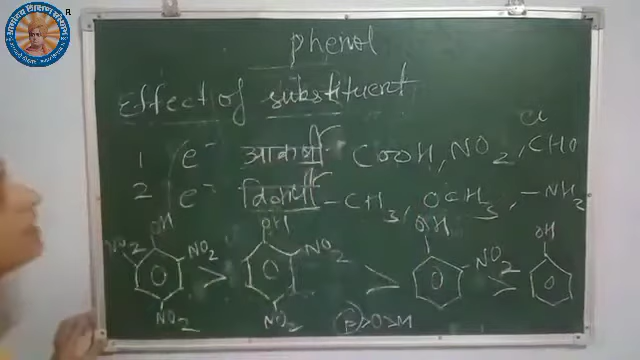 phenol
Effect of substituent
Cl
1 e⁻ आकर्षी COOH, NO2, CHO
2 e⁻ विकर्षी -CH3, OCH3, -NH2
OH OH OH OH
NO2 NO2 > NO2 > NO2 > 
NO2 NO2 P>O>M